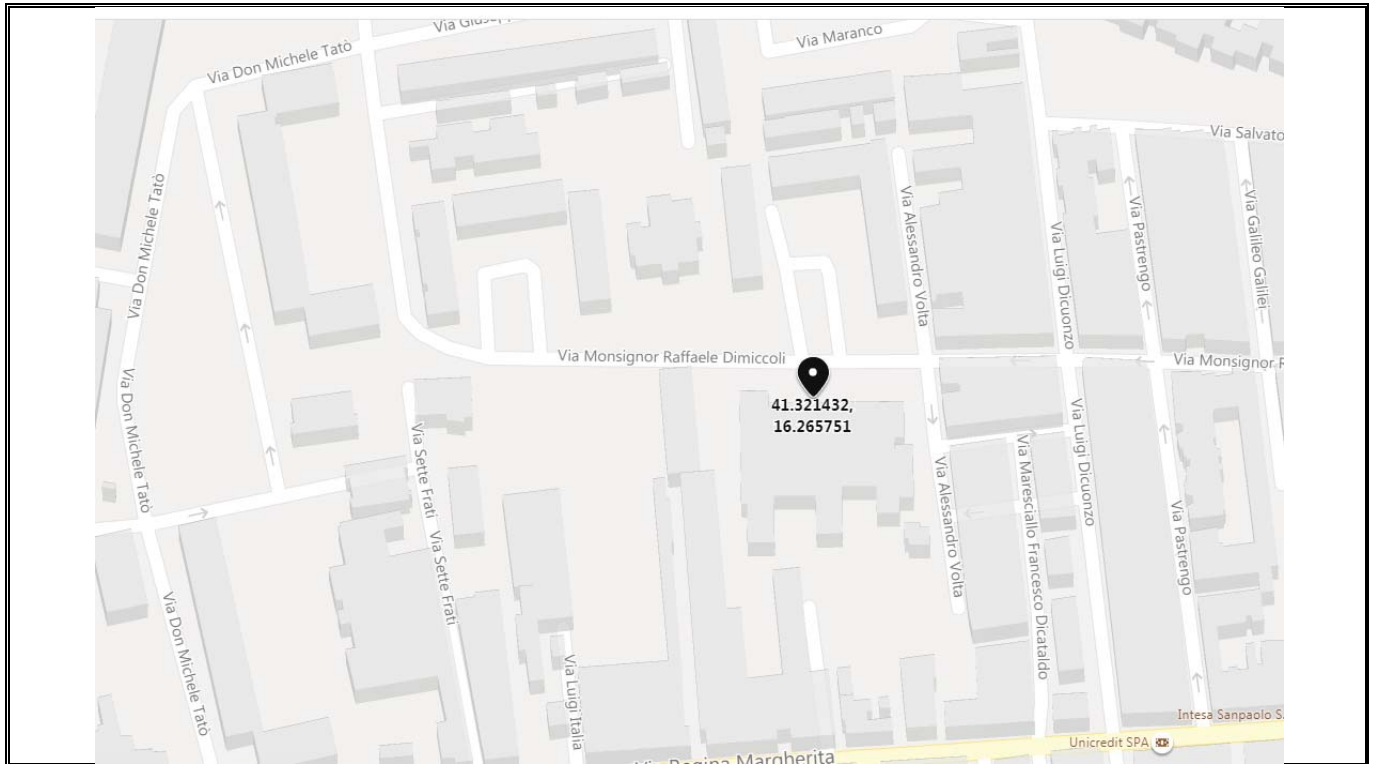 Via Giusepp
Via Maranco
Via Don Michele Tatò
Via Salvato
Via Don Michele Tatò
Via Alessandro Volta
Via Pastrengo
Via Galileo Galilei
Via Luigi Dicuonzo
Via Monsignor Raffaele Dimiccoli
Via Monsignor R
41.321432,
16.265751
Via Don Michele Tatò
Via Sette Frati
Via Luigi Dicuonzo
Via Maresciallo Francesco Dicataldo
Via Alessandro Volta
Via Pastrengo
Via Sette Frati
Via Don Michele Tatò
Via Luigi Italia
Intesa Sanpaolo S
Unicredit SPA
Via Regina Margherita